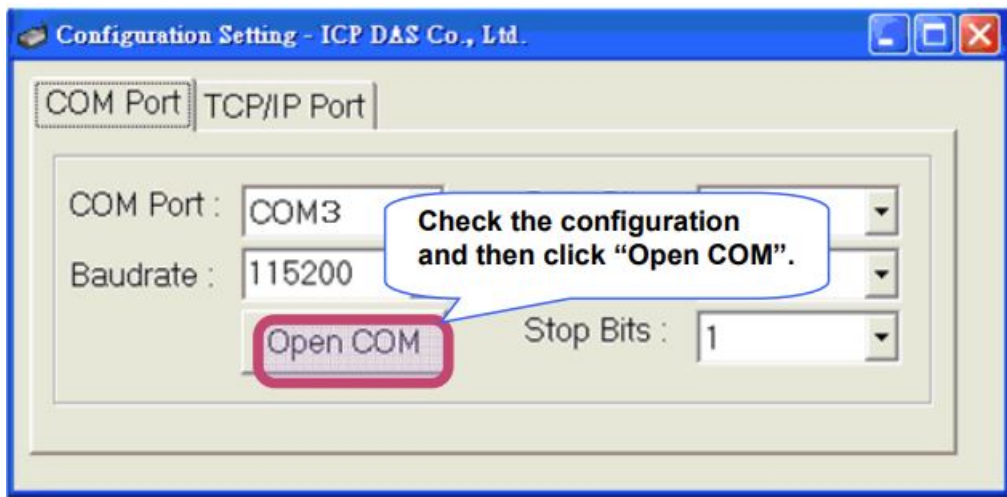 Configuration Setting - ICP DAS Co., Ltd.
COM Port TCP/IP Port
COM Port : COM3
Check the configuration
and then click “Open COM”.
Baudrate : 115200
Open COM
Stop Bits : 1